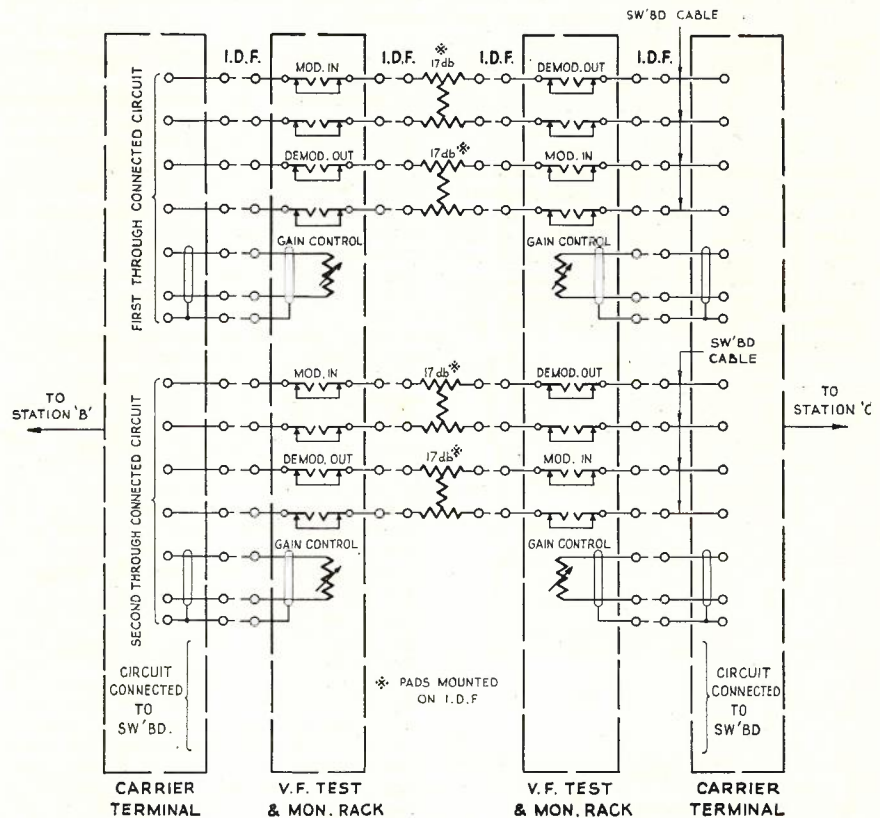 SW'BD CABLE
I.D.F.
I.D.F.
I.D.F.
I.D.F.
※
MOD. IN
17db
DEMOD. OUT
DEMOD. OUT
17db※
MOD. IN
GAIN CONTROL
GAIN CONTROL
FIRST THROUGH CONNECTED CIRCUIT
SW'BD
CABLE
MOD. IN
17db※
DEMOD. OUT
TO
STATION 'B'
TO
STATION 'C
DEMOD. OUT
17db※
MOD. IN
GAIN CONTROL
GAIN CONTROL
SECOND THROUGH CONNECTED CIRCUIT
CIRCUIT
CONNECTED
TO
SW'BD.
※ PADS MOUNTED
ON I.D.F
CIRCUIT
CONNECTED
TO
SW'BD
CARRIER
TERMINAL
V.F. TEST
& MON. RACK
V.F. TEST
& MON. RACK
CARRIER
TERMINAL